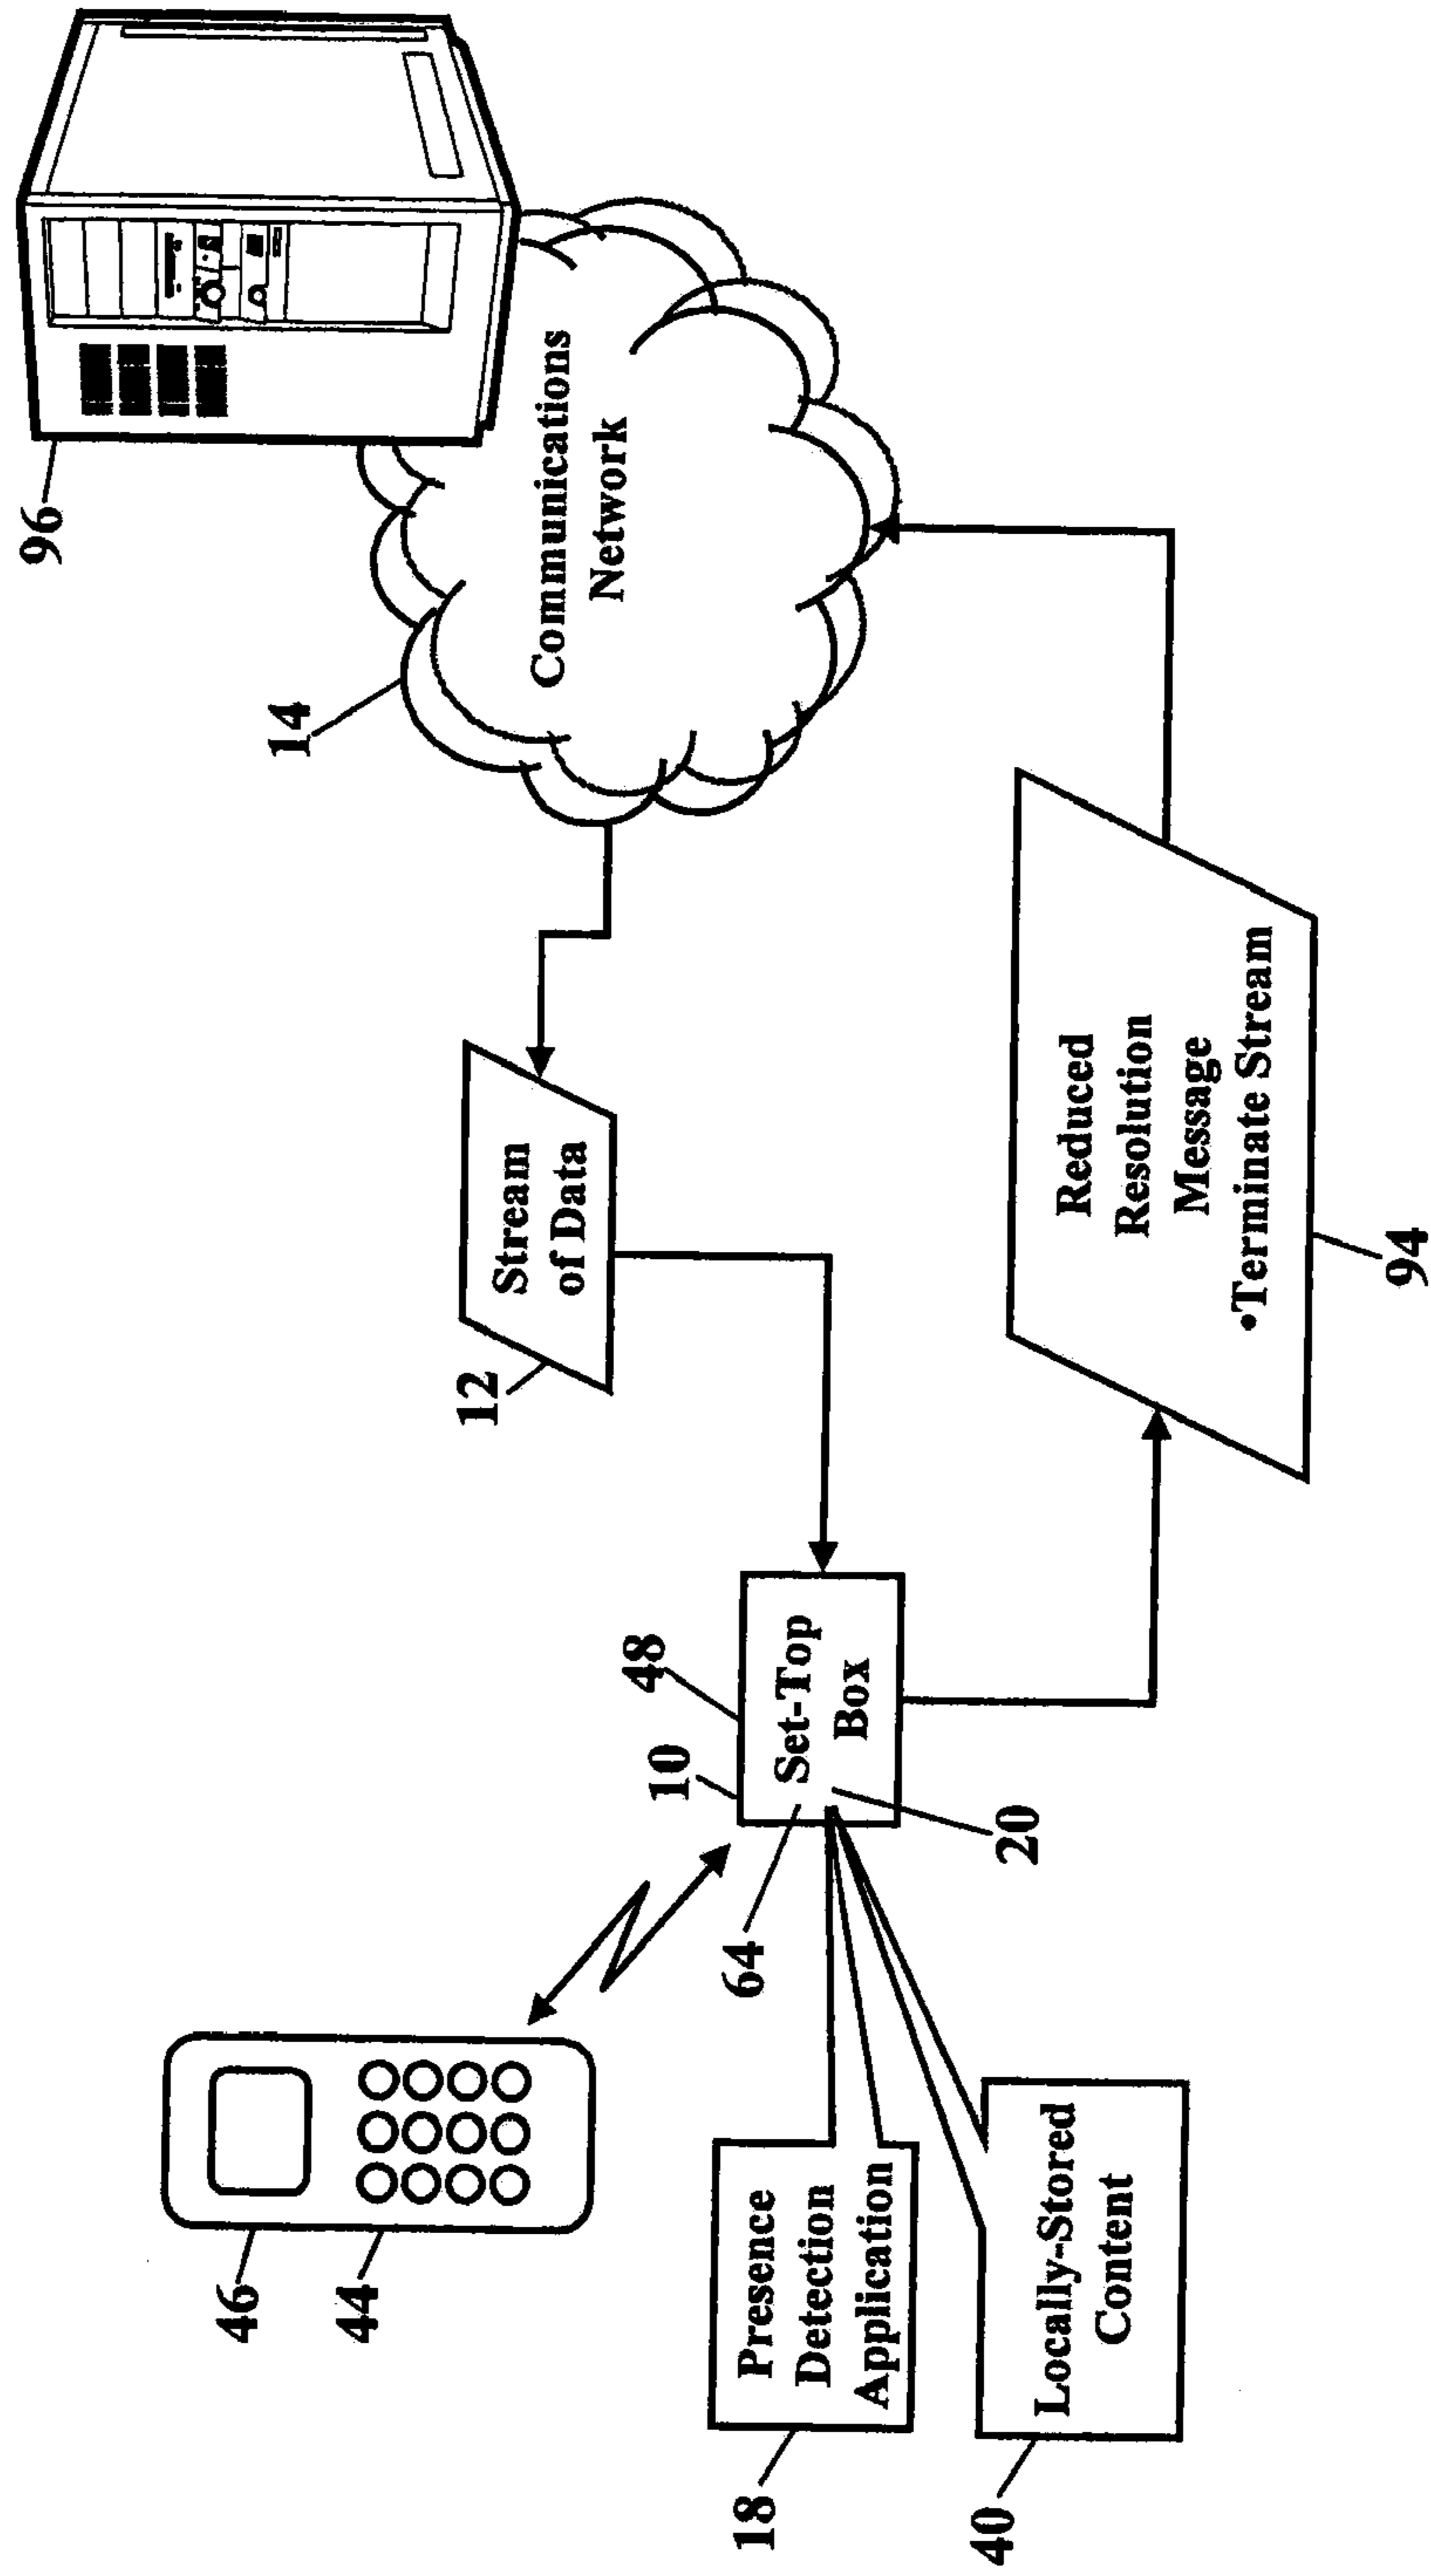 46
44
18
Presence
Detection
Application
40
Locally-Stored
Content
64
10
48
Set-Top
Box
20
12
Stream
of Data
14
Communications
Network
96
Reduced
Resolution
Message
•Terminate Stream
94